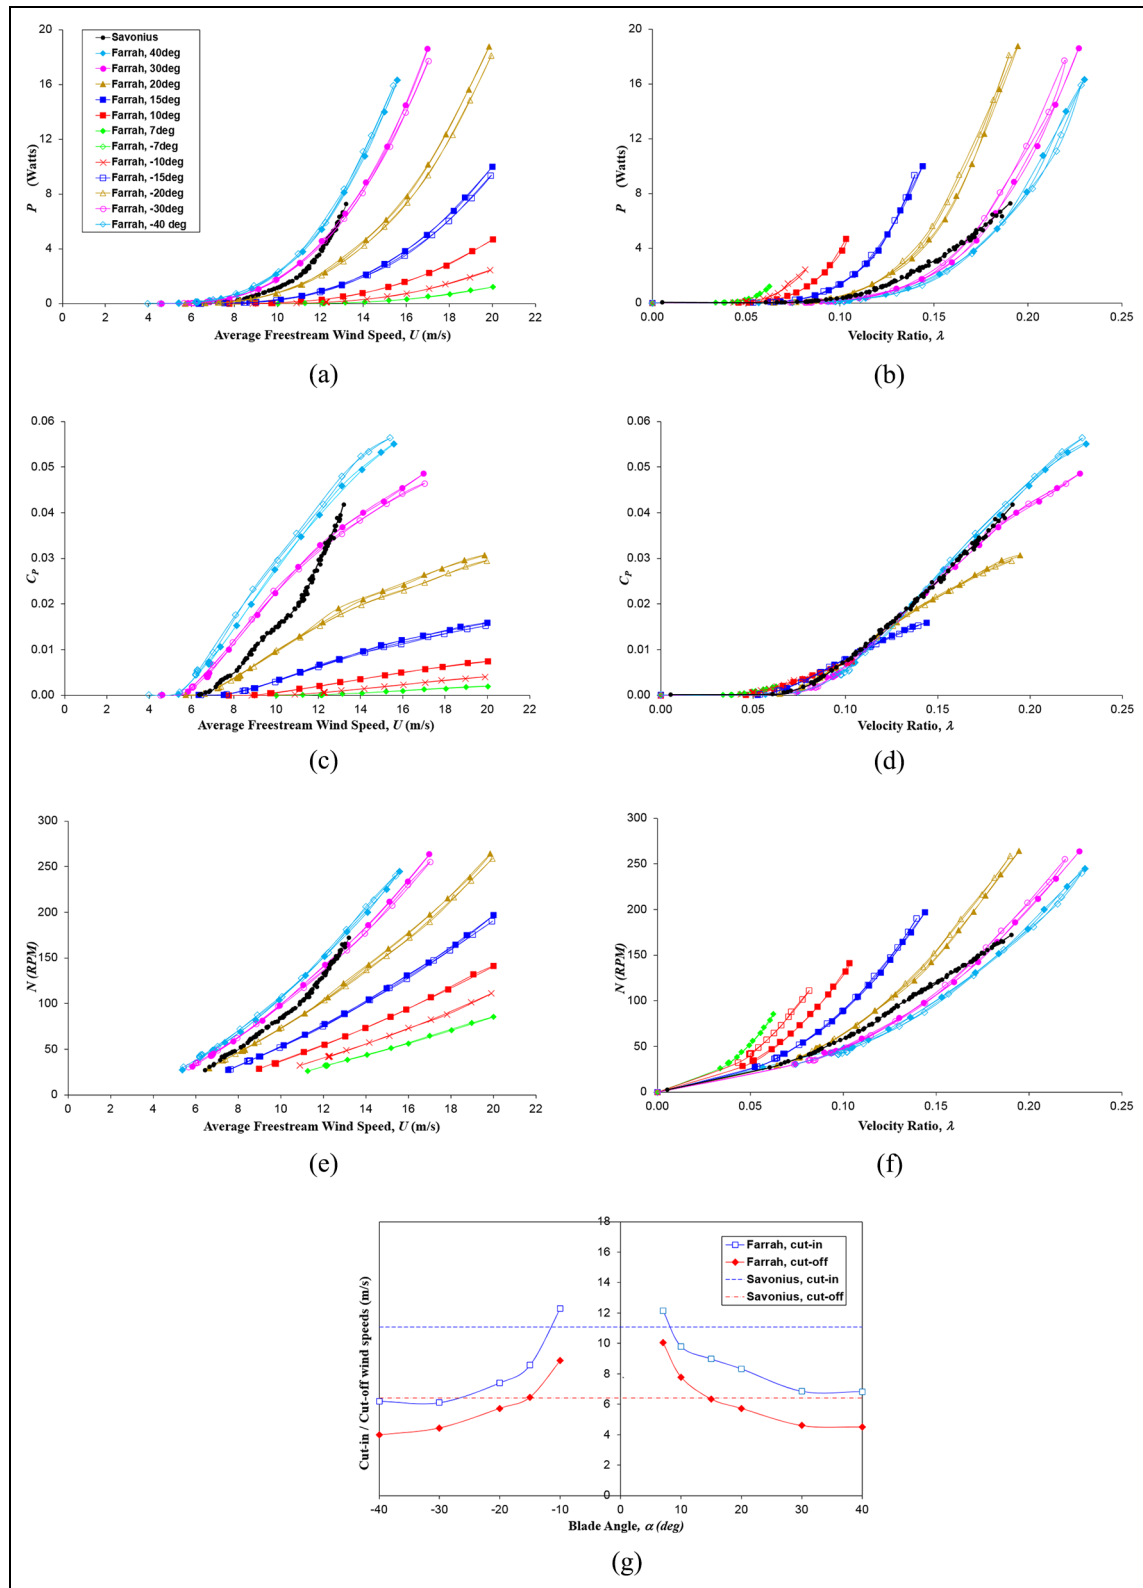 20
16
12
8
4
0
P (Watts)
Savonius
Farrah, 40deg
Farrah, 30deg
Farrah, 20deg
Farrah, 15deg
Farrah, 10deg
Farrah, 7deg
Farrah, -7deg
Farrah, -10deg
Farrah, -15deg
Farrah, -20deg
Farrah, -30deg
Farrah, -40 deg
0 2 4 6 8 10 12 14 16 18 20 22
Average Freestream Wind Speed, U (m/s)
(a)
20
16
12
8
4
0
P (Watts)
0.00 0.05 0.10 0.15 0.20 0.25
Velocity Ratio, λ
(b)
0.06
0.05
0.04
0.03
0.02
0.01
0.00
CP
0 2 4 6 8 10 12 14 16 18 20 22
Average Freestream Wind Speed, U (m/s)
(c)
0.06
0.05
0.04
0.03
0.02
0.01
0.00
CP
0.00 0.05 0.10 0.15 0.20 0.25
Velocity Ratio, λ
(d)
300
250
200
150
100
50
0
N (RPM)
0 2 4 6 8 10 12 14 16 18 20 22
Average Freestream Wind Speed, U (m/s)
(e)
300
250
200
150
100
50
0
N (RPM)
0.00 0.05 0.10 0.15 0.20 0.25
Velocity Ratio, λ
(f)
Cut-in / Cut-off wind speeds (m/s)
18
16
14
12
10
8
6
4
2
0
Farrah, cut-in
Farrah, cut-off
Savonius, cut-in
Savonius, cut-off
-40 -30 -20 -10 0 10 20 30 40
Blade Angle, α (deg)
(g)